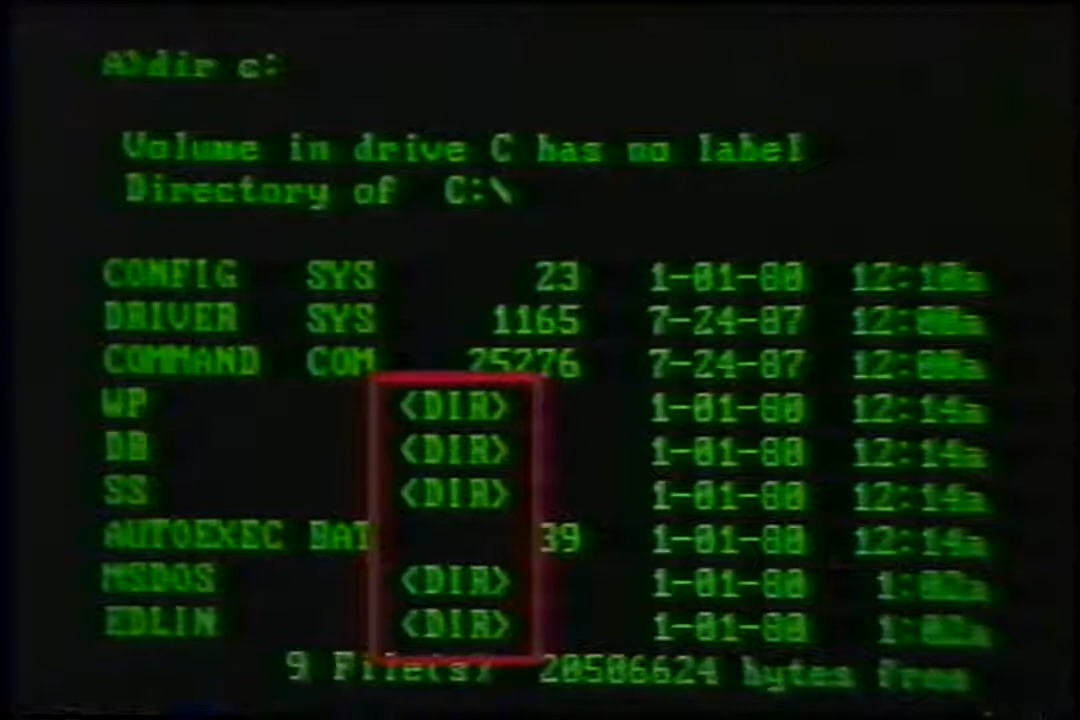 A>dir c:
Volume in drive C has no label
Directory of C:\
CONFIG SYS 23 1-01-80 12:10a
DRIVER SYS 1165 7-24-87 12:00a
COMMAND COM 25276 7-24-87 12:00a
WP <DIR> 1-01-80 12:14a
DB <DIR> 1-01-80 12:14a
SS <DIR> 1-01-80 12:14a
AUTOEXEC BAT 39 1-01-80 12:14a
MSDOS <DIR> 1-01-80
EDLIN <DIR> 1-01-80
9 File(s) 20506624 bytes free